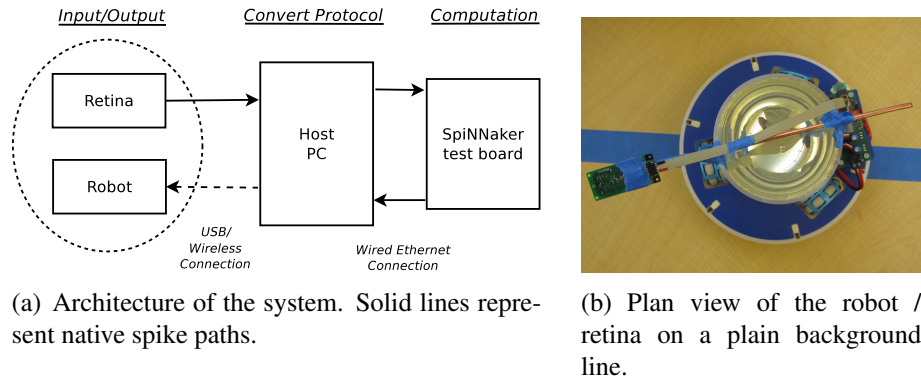 Input/Output
Convert Protocol
Computation
Retina
Robot
Host
PC
SpiNNaker
test board
USB/
Wireless
Connection
Wired Ethernet
Connection
(a) Architecture of the system. Solid lines repre-
sent native spike paths.
(b) Plan view of the robot /
retina on a plain background
line.